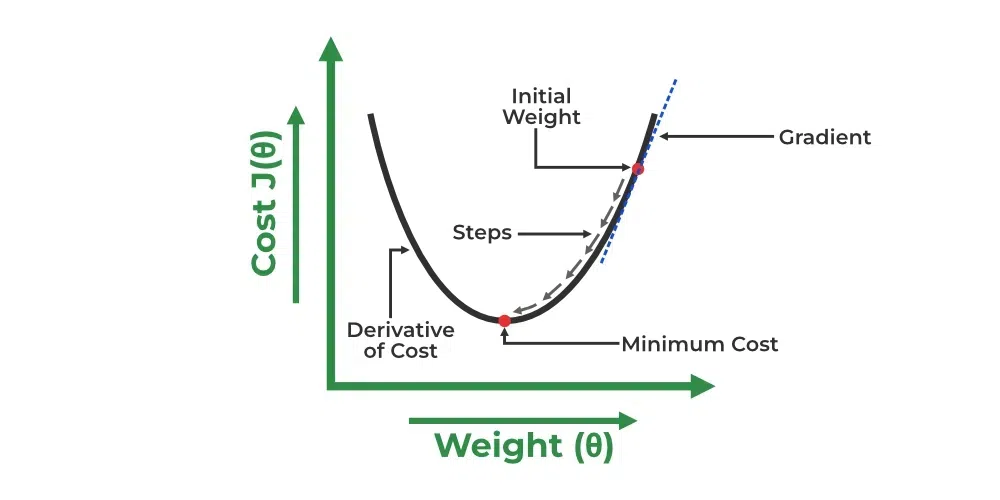 Initial
Weight
Gradient
Cost J(θ)
Steps
Derivative
of Cost
Minimum Cost
Weight (θ)